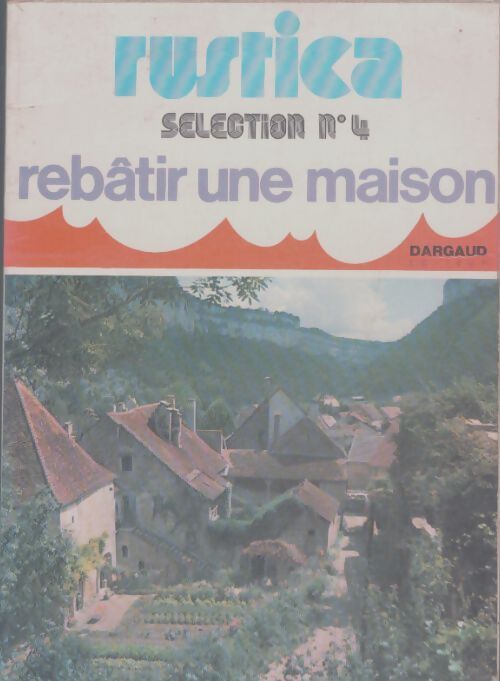 rustica
SELECTION n° 4
rebâtir une maison
DARGAUD